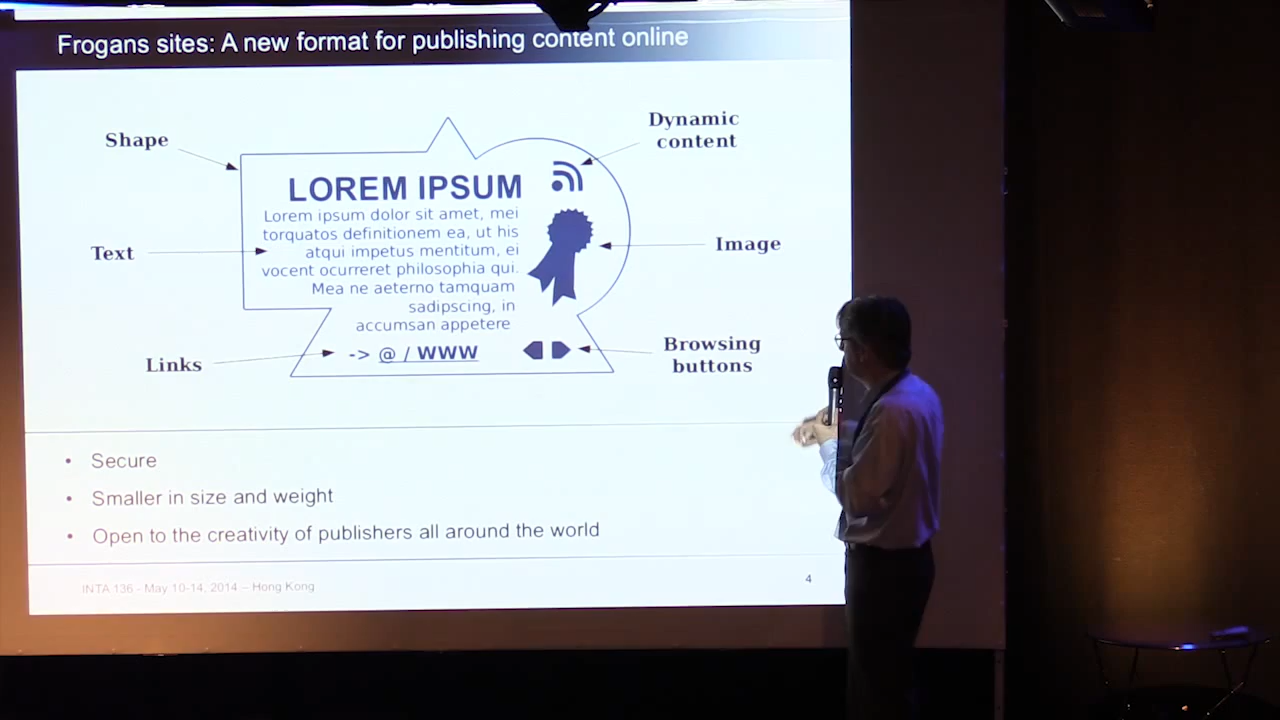 Frogans sites: A new format for publishing content online
Shape
Dynamic
content
LOREM IPSUM
Lorem ipsum dolor sit amet, mei
torquatos definitionem ea, ut his
atqui impetus mentitum, ei
vocent ocurreret philosophia qui.
Mea ne aeterno tamquam
sadipscing, in
accumsan appetere
Text
Image
Links
-> @ / WWW
Browsing
buttons
• Secure
• Smaller in size and weight
• Open to the creativity of publishers all around the world
INTA 136 - May 10-14, 2014 – Hong Kong
4